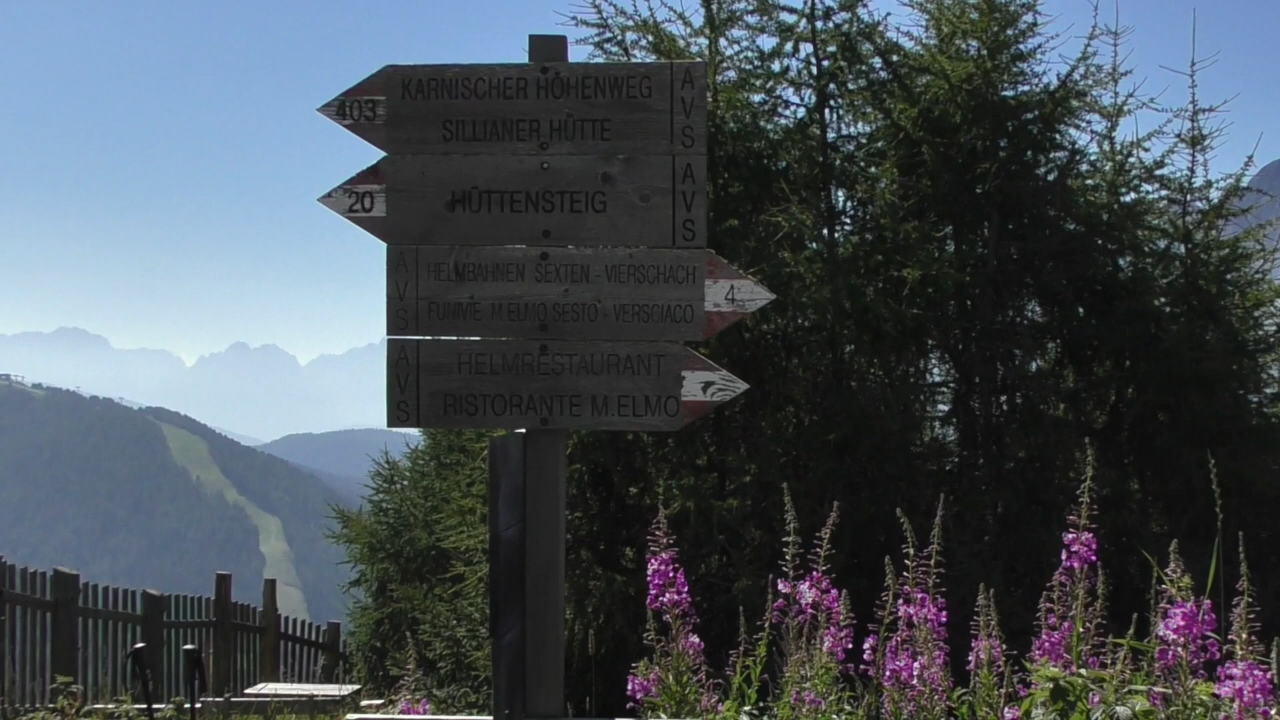 403 KARNISCHER HÖHENWEG AVS
SILLIANER HÜTTE
20 HÜTTENSTEIG AVS
AVS HELMBAHNEN SEXTEN - VIERSCHACH 4
FUNIVIE M.ELMO SESTO - VERSCIACO
AVS HELMRESTAURANT
RISTORANTE M.ELMO